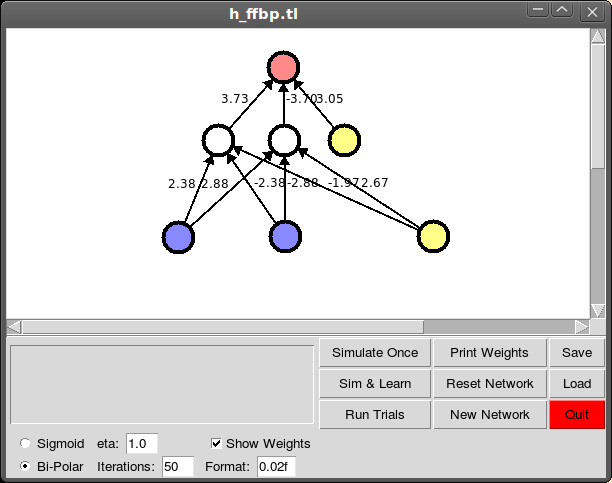 h_ffbp.tl
3.73 -3.70 3.05
2.38 2.88 -2.38 -2.88 -1.97 2.67
Simulate Once Print Weights Save
Sim & Learn Reset Network Load
Run Trials New Network Quit
Sigmoid eta: 1.0 Show Weights
Bi-Polar Iterations: 50 Format: 0.02f